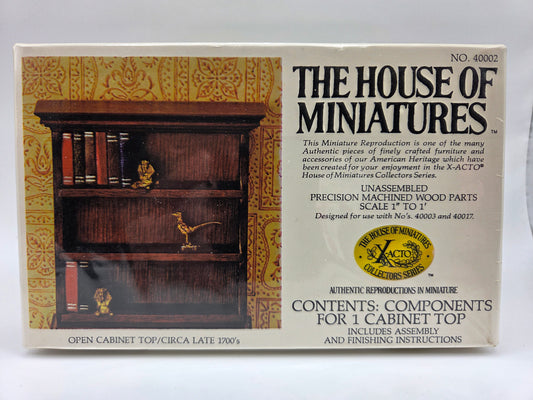 NO. 40002
THE HOUSE OF
MINIATURES™
This Miniature Reproduction is one of the many
Authentic pieces of finely crafted furniture and
accessories of our American Heritage which have
been created for your enjoyment in the X-ACTO®
House of Miniatures Collectors Series.
UNASSEMBLED
PRECISION MACHINED WOOD PARTS
SCALE 1" TO 1'
Designed for use with No's. 40003 and 40017.
THE HOUSE OF MINIATURES
X-ACTO
COLLECTORS SERIES
™
AUTHENTIC REPRODUCTIONS IN MINIATURE
CONTENTS: COMPONENTS
FOR 1 CABINET TOP
INCLUDES ASSEMBLY
AND FINISHING INSTRUCTIONS
OPEN CABINET TOP/CIRCA LATE 1700's